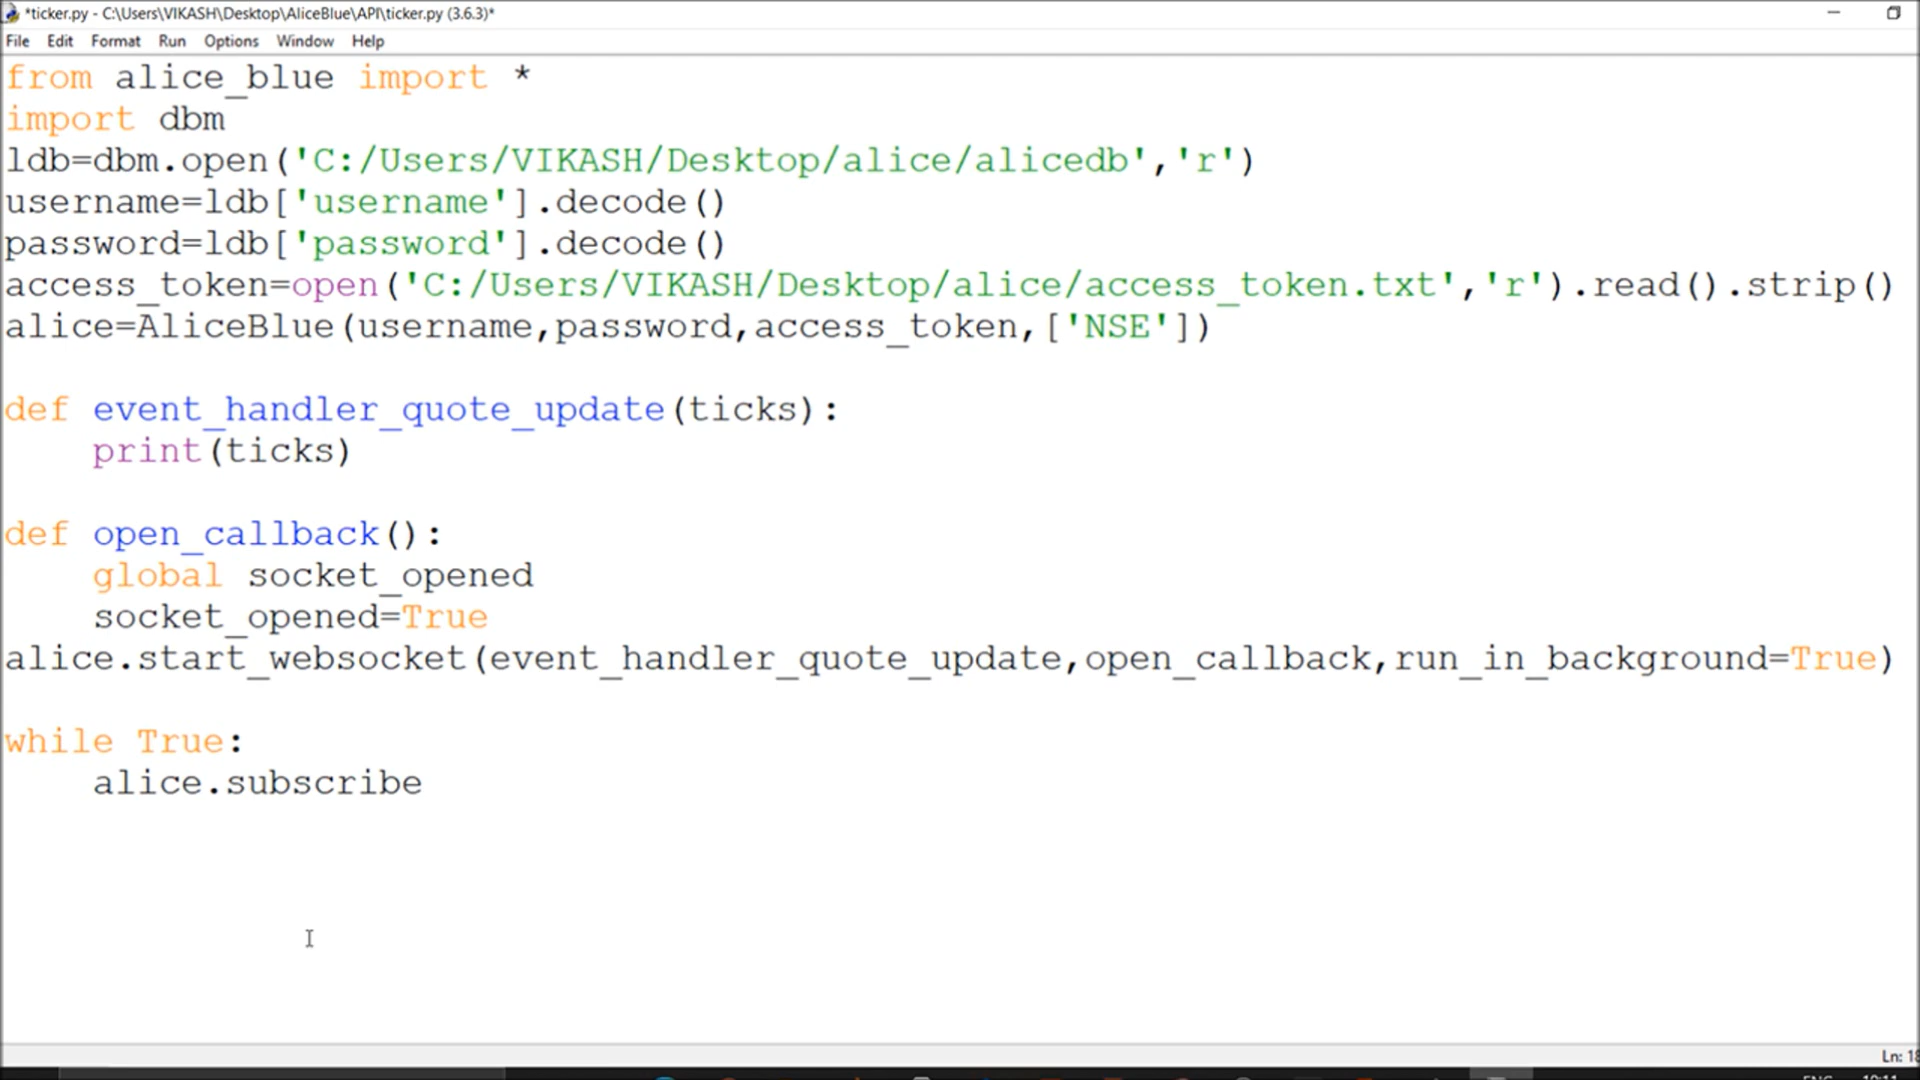 *ticker.py - C:\Users\VIKASH\Desktop\AliceBlue\API\ticker.py (3.6.3)*
File Edit Format Run Options Window Help
from alice_blue import *
import dbm
ldb=dbm.open('C:/Users/VIKASH/Desktop/alice/alicedb','r')
username=ldb['username'].decode()
password=ldb['password'].decode()
access_token=open('C:/Users/VIKASH/Desktop/alice/access_token.txt','r').read().strip()
alice=AliceBlue(username,password,access_token,['NSE'])
def event_handler_quote_update(ticks):
    print(ticks)
def open_callback():
    global socket_opened
    socket_opened=True
alice.start_websocket(event_handler_quote_update,open_callback,run_in_background=True)
while True:
    alice.subscribe
Ln: 18